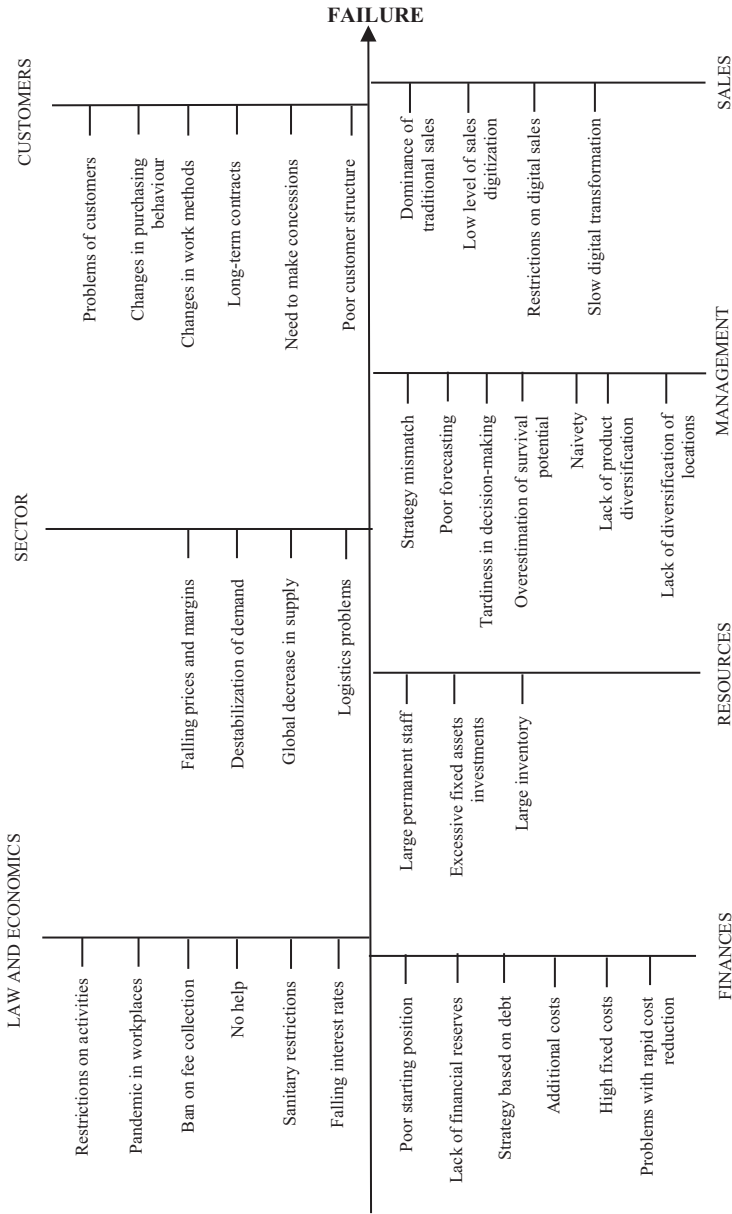 FAILURE
LAW AND ECONOMICS
Restrictions on activities
Pandemic in workplaces
Ban on fee collection
No help
Sanitary restrictions
Falling interest rates
SECTOR
Falling prices and margins
Destabilization of demand
Global decrease in supply
Logistics problems
CUSTOMERS
Problems of customers
Changes in purchasing
behaviour
Changes in work methods
Long-term contracts
Need to make concessions
Poor customer structure
FINANCES
Poor starting position
Lack of financial reserves
Strategy based on debt
Additional costs
High fixed costs
Problems with rapid cost
reduction
RESOURCES
Large permanent staff
Excessive fixed assets
investments
Large inventory
MANAGEMENT
Strategy mismatch
Poor forecasting
Tardiness in decision-making
Overestimation of survival
potential
Naivety
Lack of product
diversification
Lack of diversification of
locations
SALES
Dominance of
traditional sales
Low level of sales
digitization
Restrictions on digital sales
Slow digital transformation